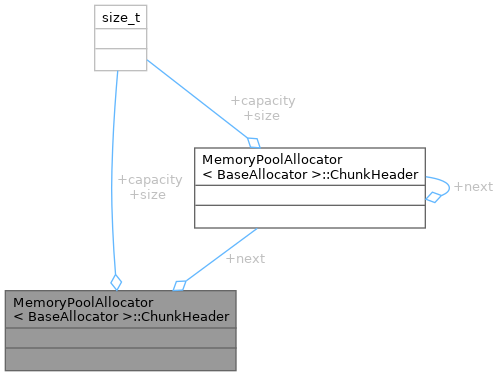 size_t
+capacity
+size
MemoryPoolAllocator
< BaseAllocator >::ChunkHeader
+capacity
+size
+next
+next
MemoryPoolAllocator
< BaseAllocator >::ChunkHeader